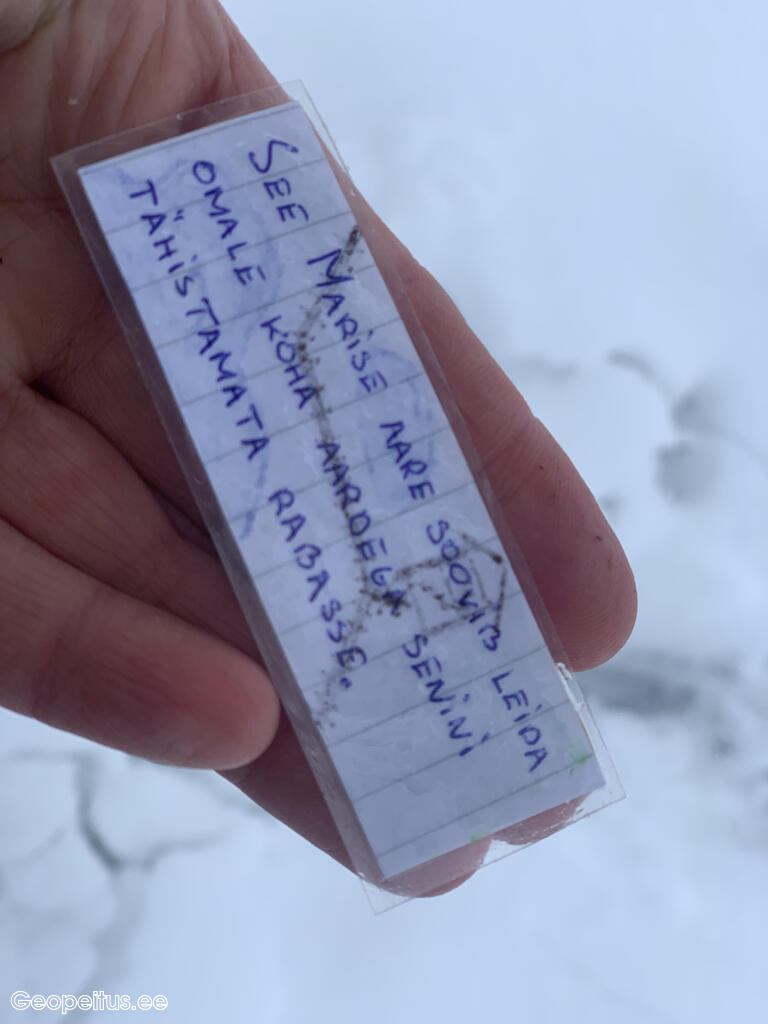 SEE MARISE AARE SOOVIB LEIDA
OMALE KOHA AARDEGA SENINI
TÄHISTAMATA RABASSE.
Geopeitus.ee